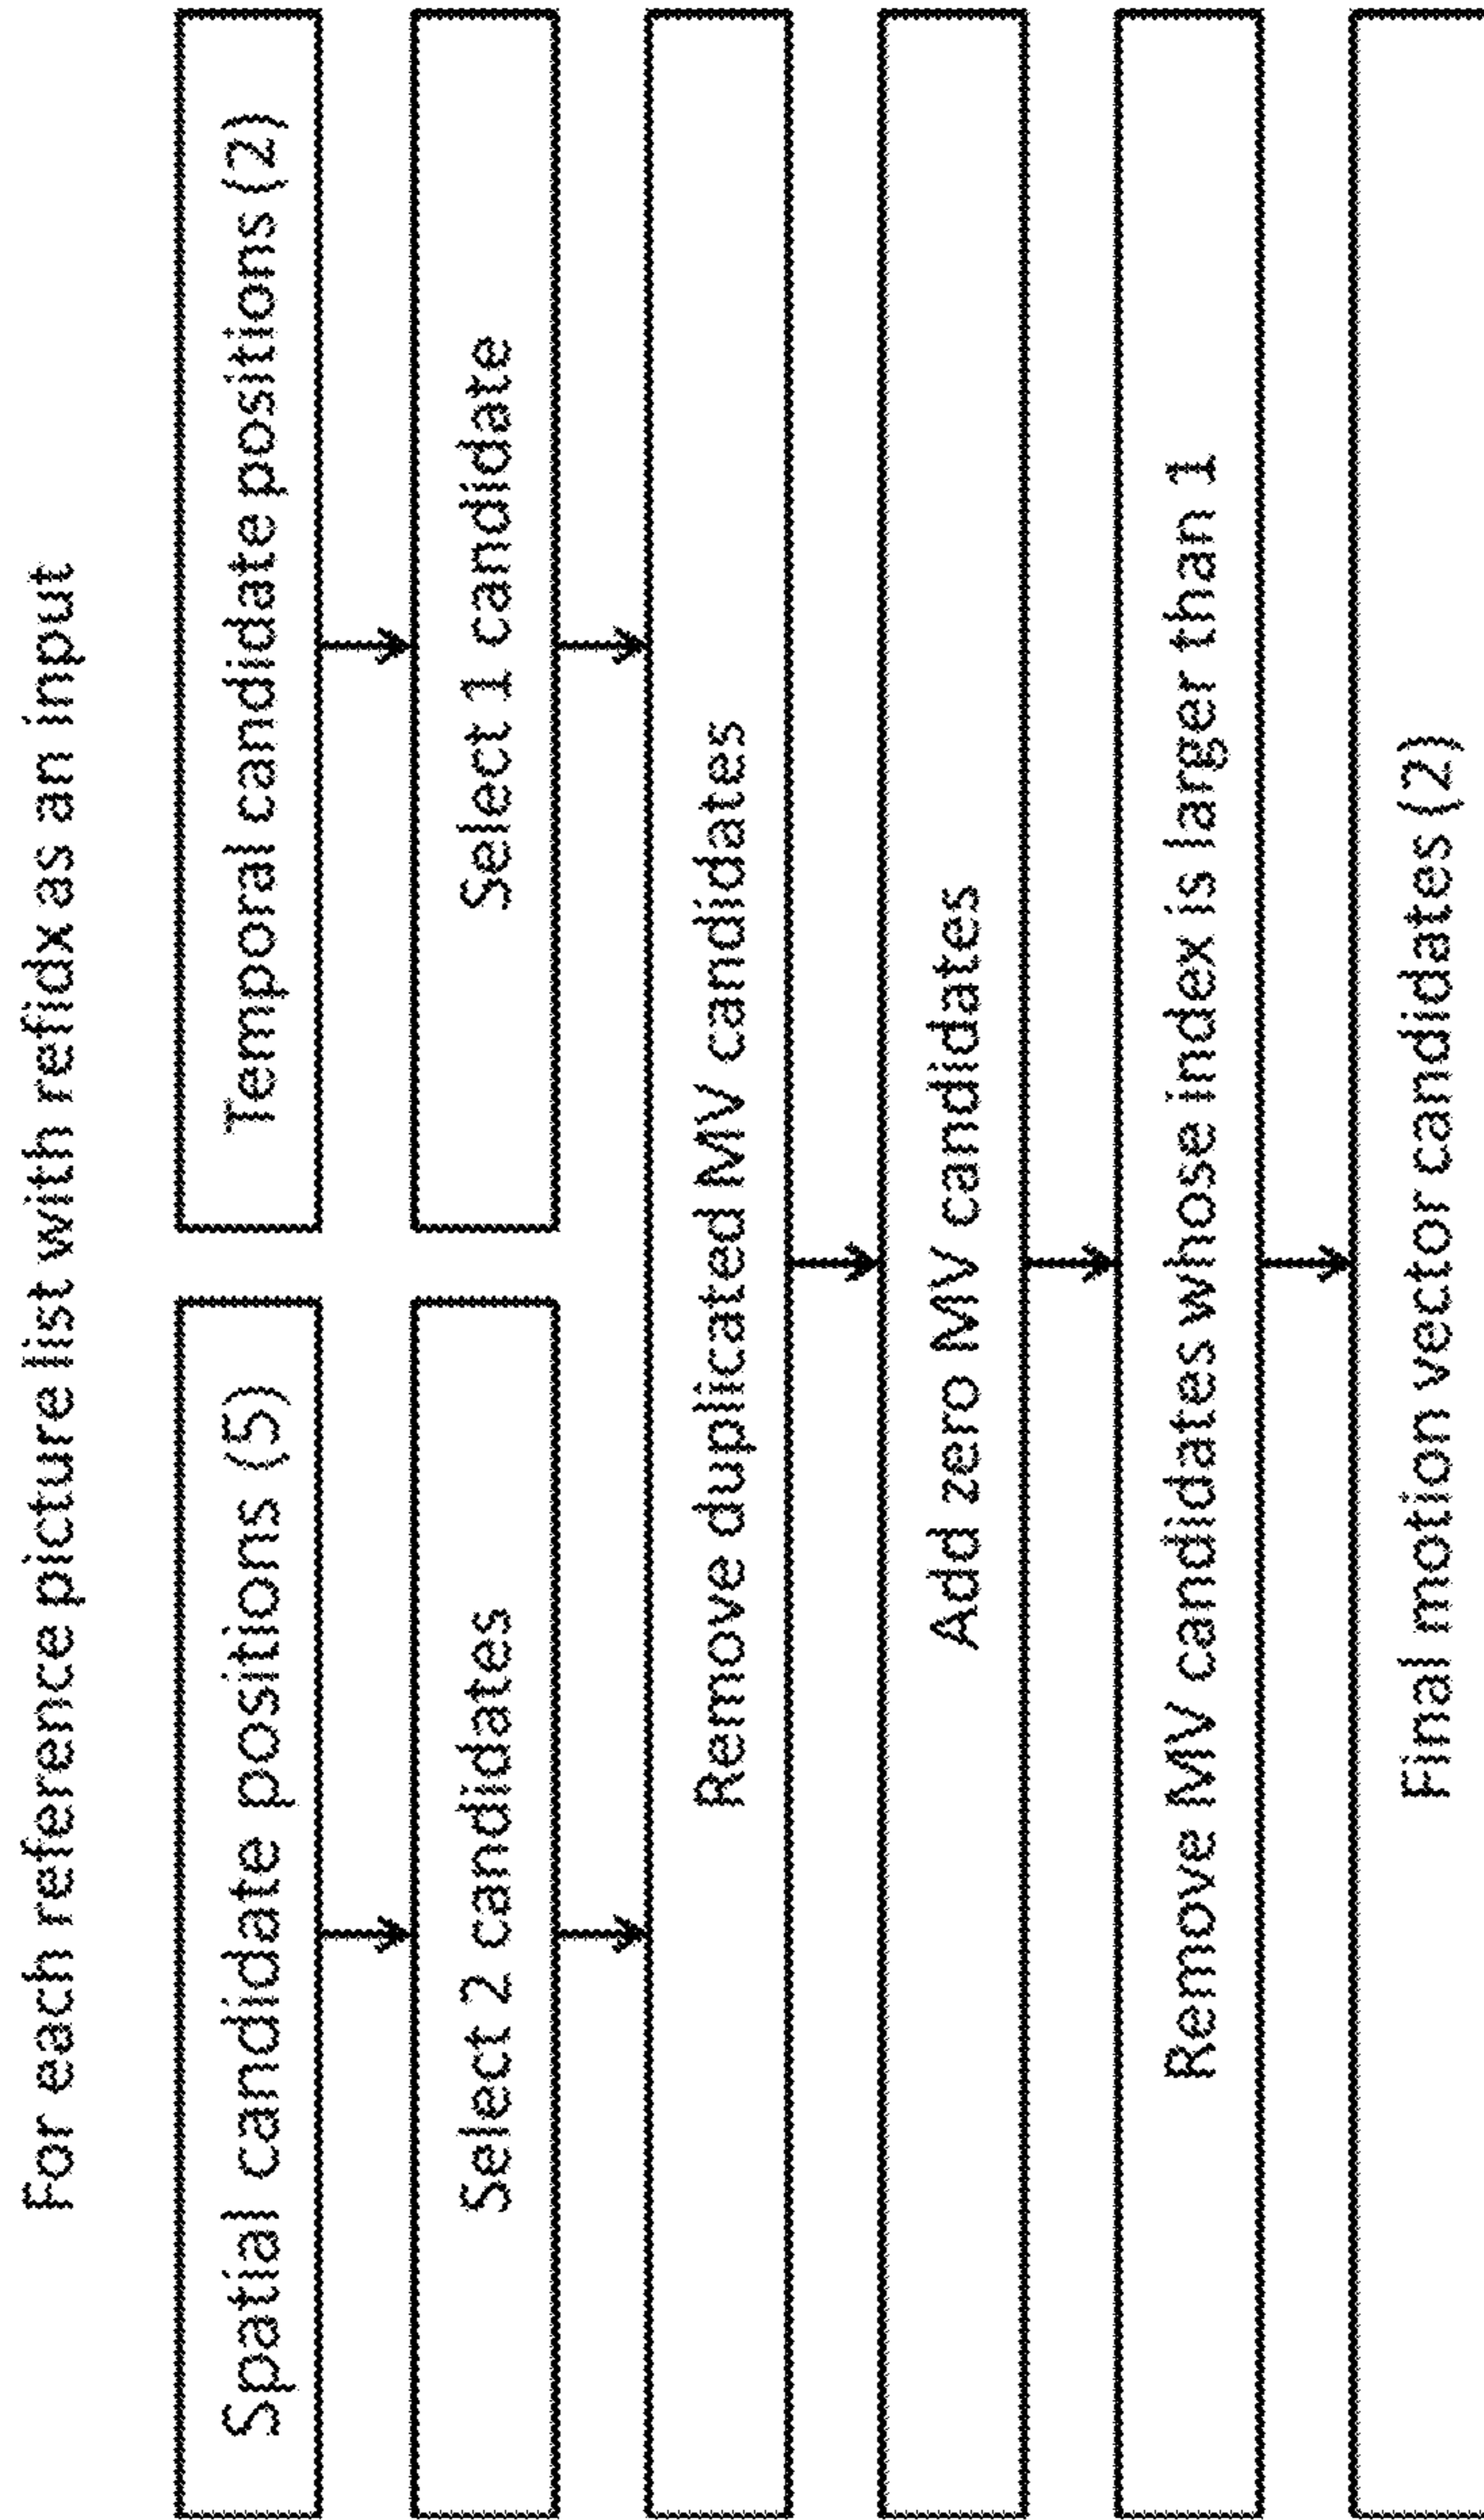 For each reference picture list with refidx as an input
Spatial candidate positions (5)
Temporal candidate positions (2)
Select 2 candidates
Select 1 candidate
Remove duplicated MV candidates
Add zero MV candidates
Remove MV candidates whose index is larger than 1
Final motion vector candidates (2)